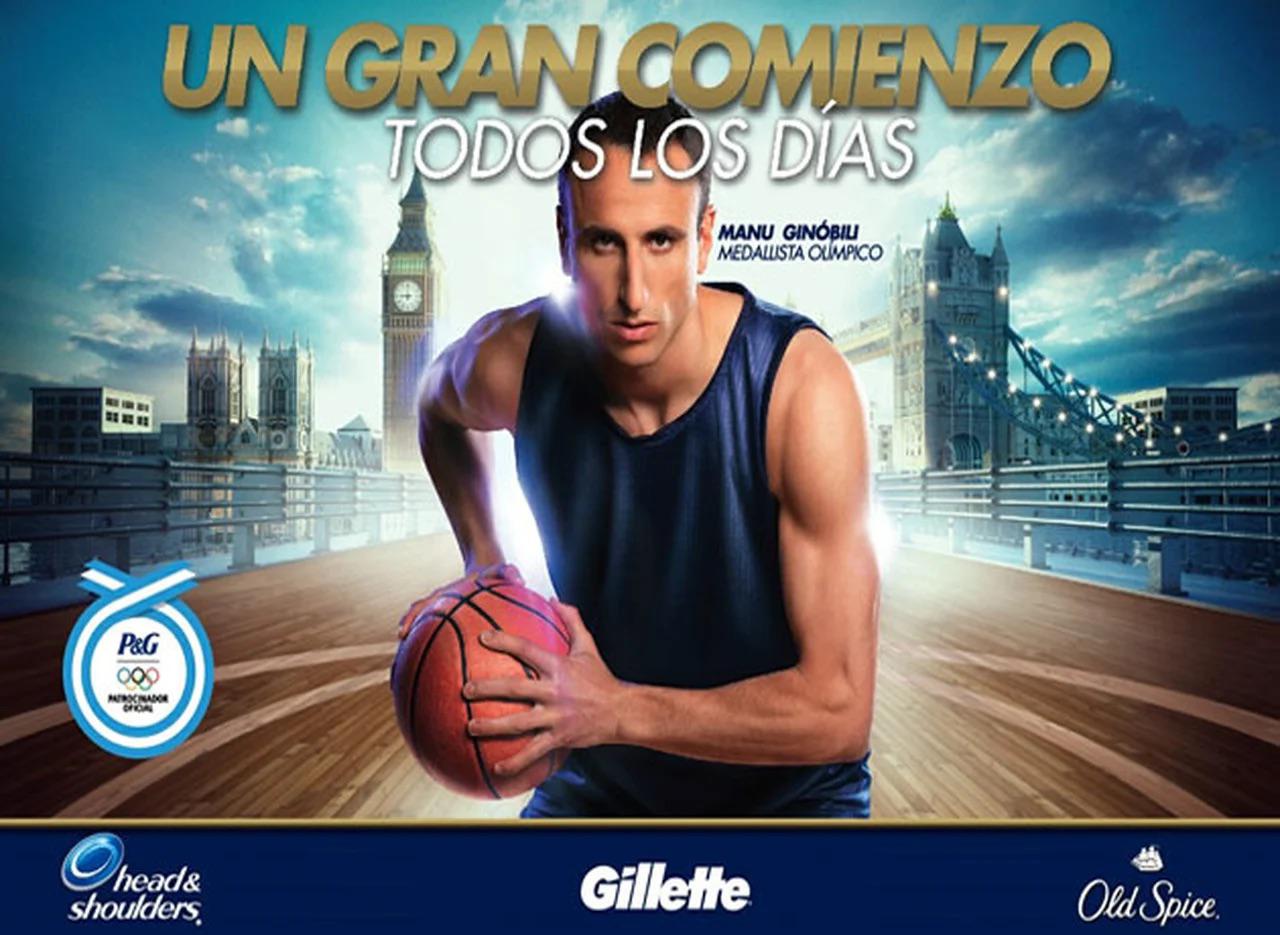 UN GRAN COMIENZO
TODOS LOS DÍAS
MANU GINÓBILI
MEDALLISTA OLÍMPICO
P&G
PATROCINADOR
OFICIAL
head&
shoulders
Gillette
Old Spice